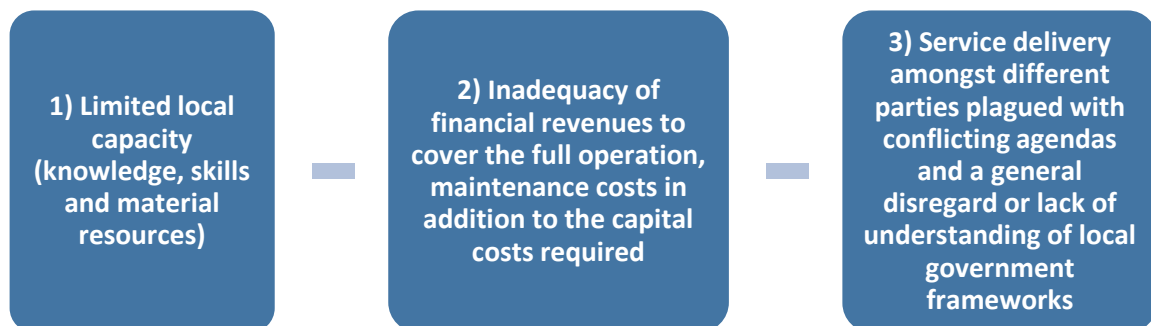 1) Limited local
capacity
(knowledge, skills
and material
resources)
2) Inadequacy of
financial revenues to
cover the full operation,
maintenance costs in
addition to the capital
costs required
3) Service delivery
amongst different
parties plagued with
conflicting agendas
and a general
disregard or lack of
understanding of local
government
frameworks